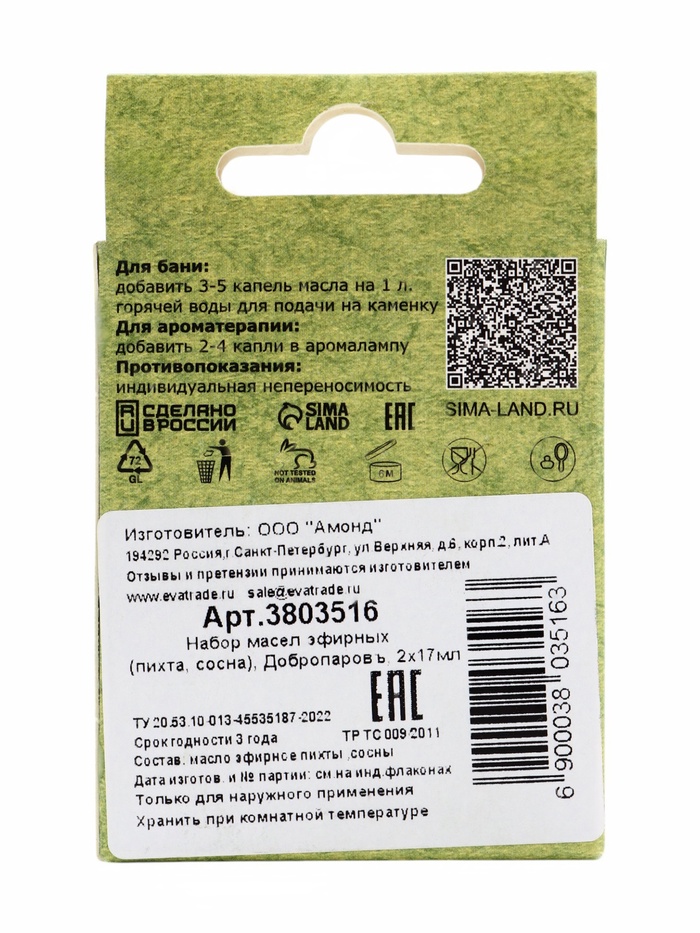 Для бани:
добавить 3-5 капель масла на 1 л.
горячей воды для подачи на каменку
Для ароматерапии:
добавить 2-4 капли в аромалампу
Противопоказания:
индивидуальная непереносимость
SIMA-LAND.RU
СДЕЛАНО
В РОССИИ
SIMA
LAND
EAC
72
GL
NOT TESTED
ON ANIMALS
6M
Изготовитель: ООО "Амонд"
194292 Россия,г Санкт-Петербург, ул Верхняя, д.6, корп.2, лит.А
Отзывы и претензии принимаются изготовителем
www.evatrade.ru sale@evatrade.ru
Арт.3803516
Набор масел эфирных
(пихта, сосна), Добропаровъ, 2х17мл
EAC
ТУ 20.53.10-013-45535187-2022
Срок годности 3 года ТР ТС 009/2011
Состав: масло эфирное пихты ,сосны
Дата изготов. и № партии: см.на инд.флаконах
Только для наружного применения
Хранить при комнатной температуре
6 900038 035163